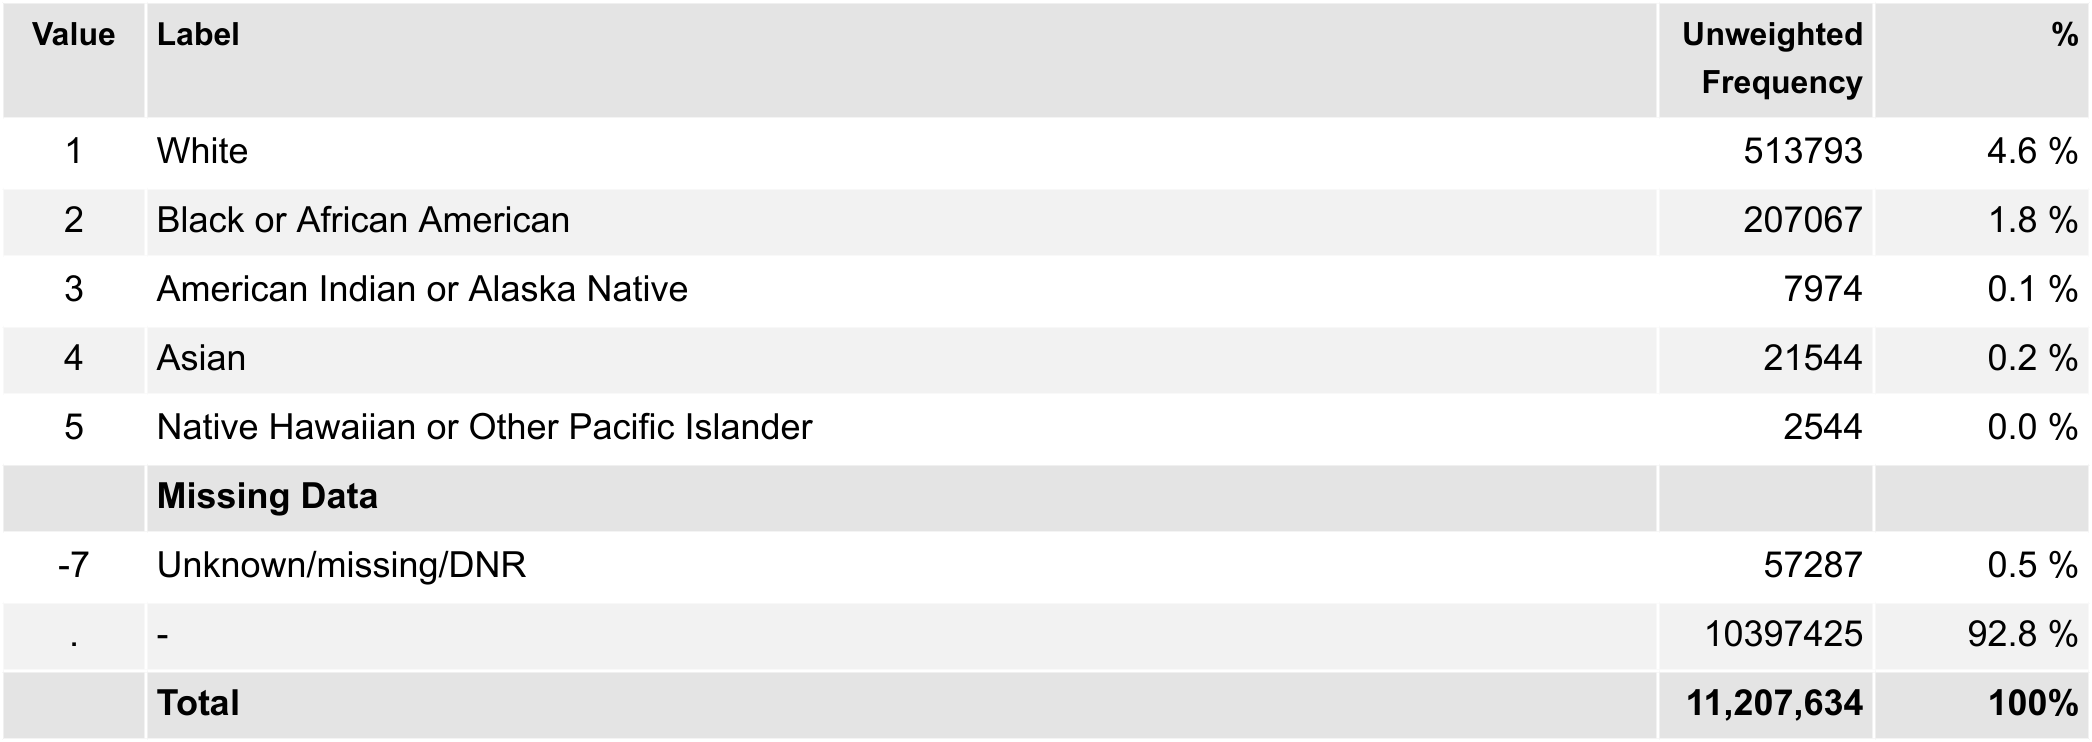 Value Label Unweighted Frequency %
1 White 513793 4.6 %
2 Black or African American 207067 1.8 %
3 American Indian or Alaska Native 7974 0.1 %
4 Asian 21544 0.2 %
5 Native Hawaiian or Other Pacific Islander 2544 0.0 %
Missing Data
-7 Unknown/missing/DNR 57287 0.5 %
. - 10397425 92.8 %
Total 11,207,634 100%